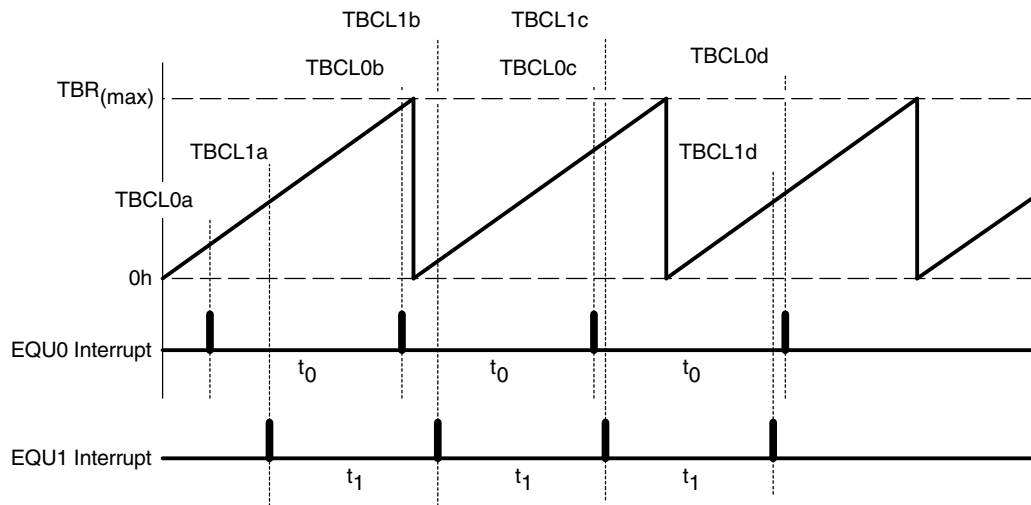 TBCL1b TBCL1c
TBCL0b TBCL0c TBCL0d
TBR(max)
TBCL1a TBCL1d
TBCL0a
0h
EQU0 Interrupt
t0 t0 t0
EQU1 Interrupt
t1 t1 t1